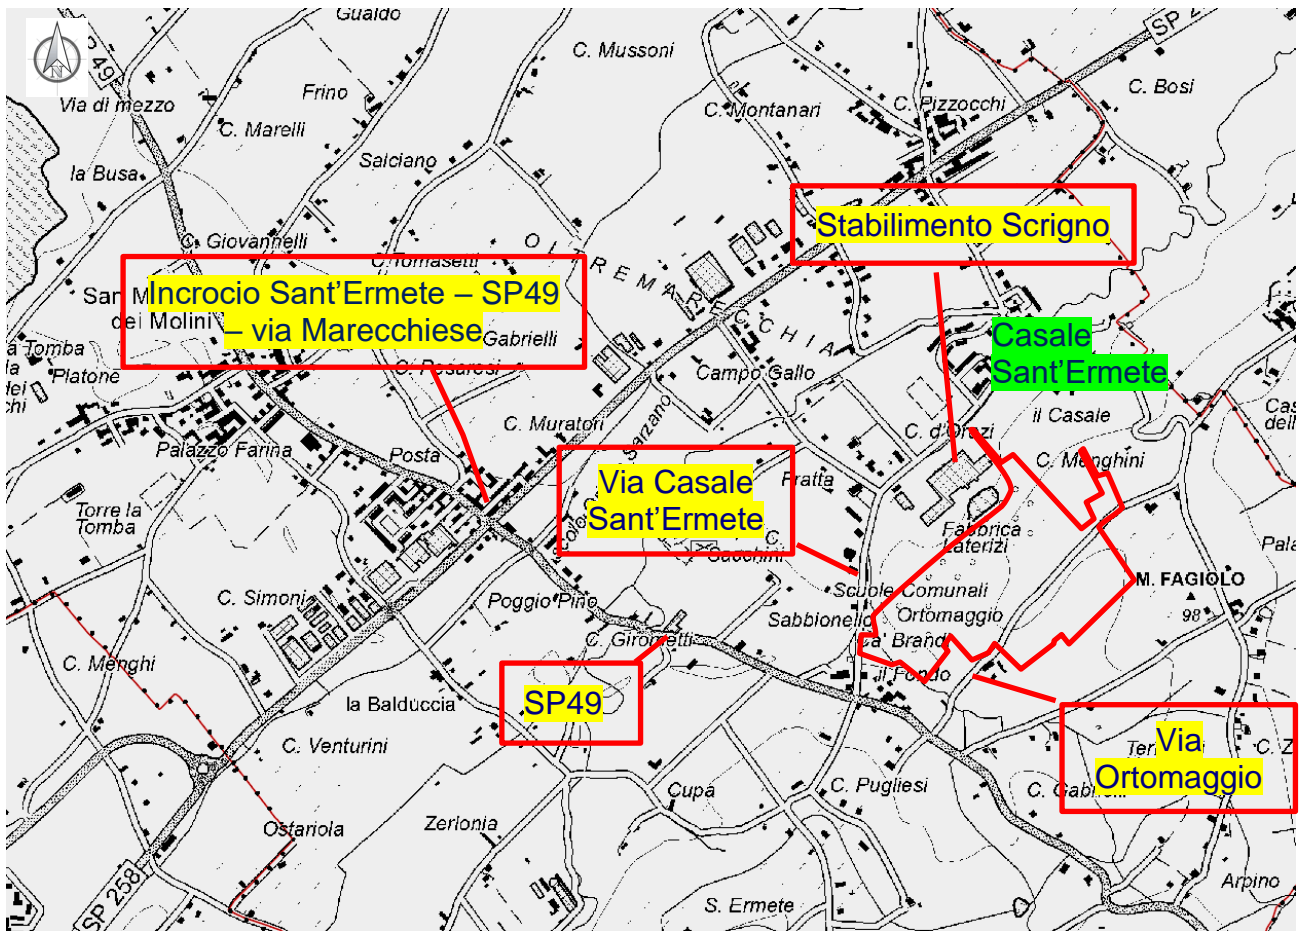 Gualdo
SP 2
P 49
C. Mussoni
C. Bosi
Via di mezzo
Frino
C. Montanari
C. Pizzocchi
C. Marelli
la Busa
Saiciano
Stabilimento Scrigno
C. Giovannelli
OLTREMARECCHIA
C. Tomasetti
Incrocio Sant’Ermete – SP49
– via Marecchiese
San M
dei Molini
Gabrielli
a Tomba
Platone
Casale
Sant’Ermete
Campo Gallo
il Casale
C. Muratori
Sarzano
C. d'Orazi
Palazzo Farina
Posta
C. Menghini
Via Casale
Sant’Ermete
Fratta
Torre la
Tomba
Fabbrica
Laterizi
M. FAGIOLO
98
C. Simoni
Poggio Pino
Scuole Comunali
Ortomaggio
Sabbionello
C. Girometti
Ca' Brandi
C. Menghi
il Fondo
SP49
la Balduccia
Via
Ortomaggio
C. Venturini
C. Z
Cupa
C. Pugliesi
Ostariola
Zerlonia
SP 258
S. Ermete
Arpino
N